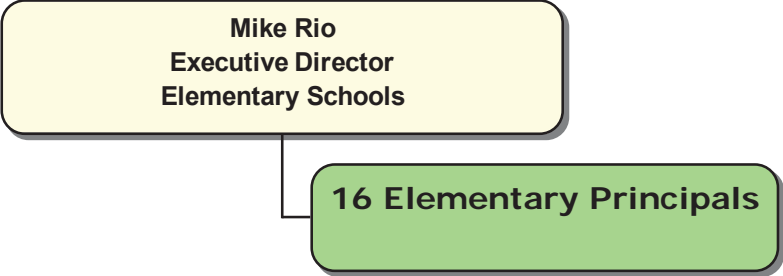 Mike Rio
Executive Director
Elementary Schools
16 Elementary Principals